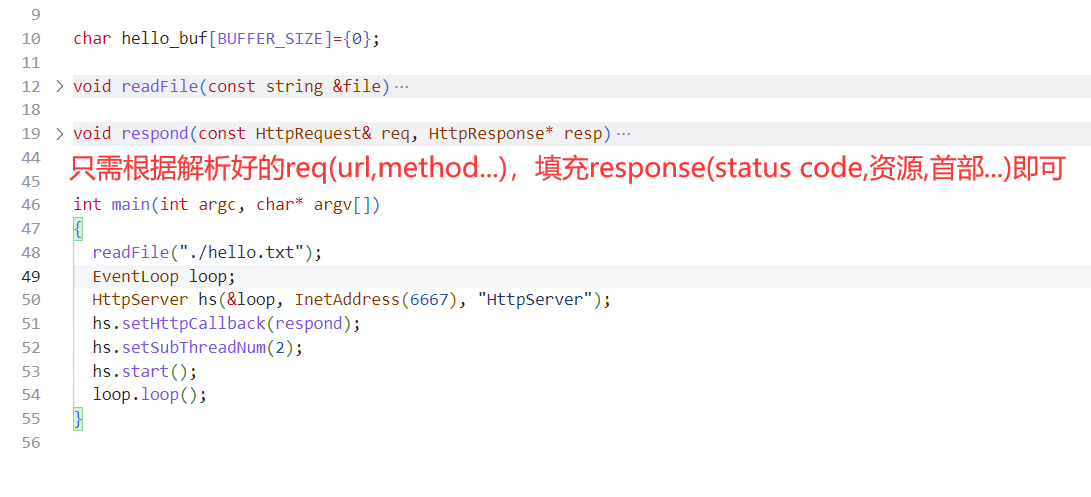 9
10 char hello_buf[BUFFER_SIZE]={0};
11
12 > void readFile(const string &file) ···
18
19 > void respond(const HttpRequest& req, HttpResponse* resp) ···
44 只需根据解析好的req(url,method...)，填充response(status code,资源,首部...)即可
45
46 int main(int argc, char* argv[])
47 {
48 readFile("./hello.txt");
49 EventLoop loop;
50 HttpServer hs(&loop, InetAddress(6667), "HttpServer");
51 hs.setHttpCallback(respond);
52 hs.setSubThreadNum(2);
53 hs.start();
54 loop.loop();
55 }
56